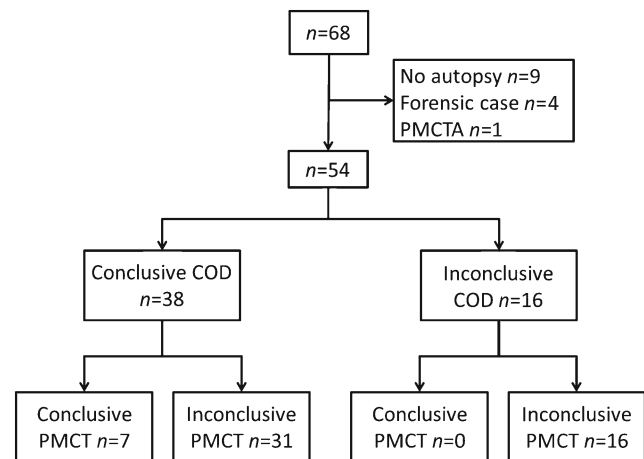 n=68
No autopsy n=9
Forensic case n=4
PMCTA n=1
n=54
Conclusive COD
n=38
Inconclusive
COD n=16
Conclusive
PMCT n=7
Inconclusive
PMCT n=31
Conclusive
PMCT n=0
Inconclusive
PMCT n=16